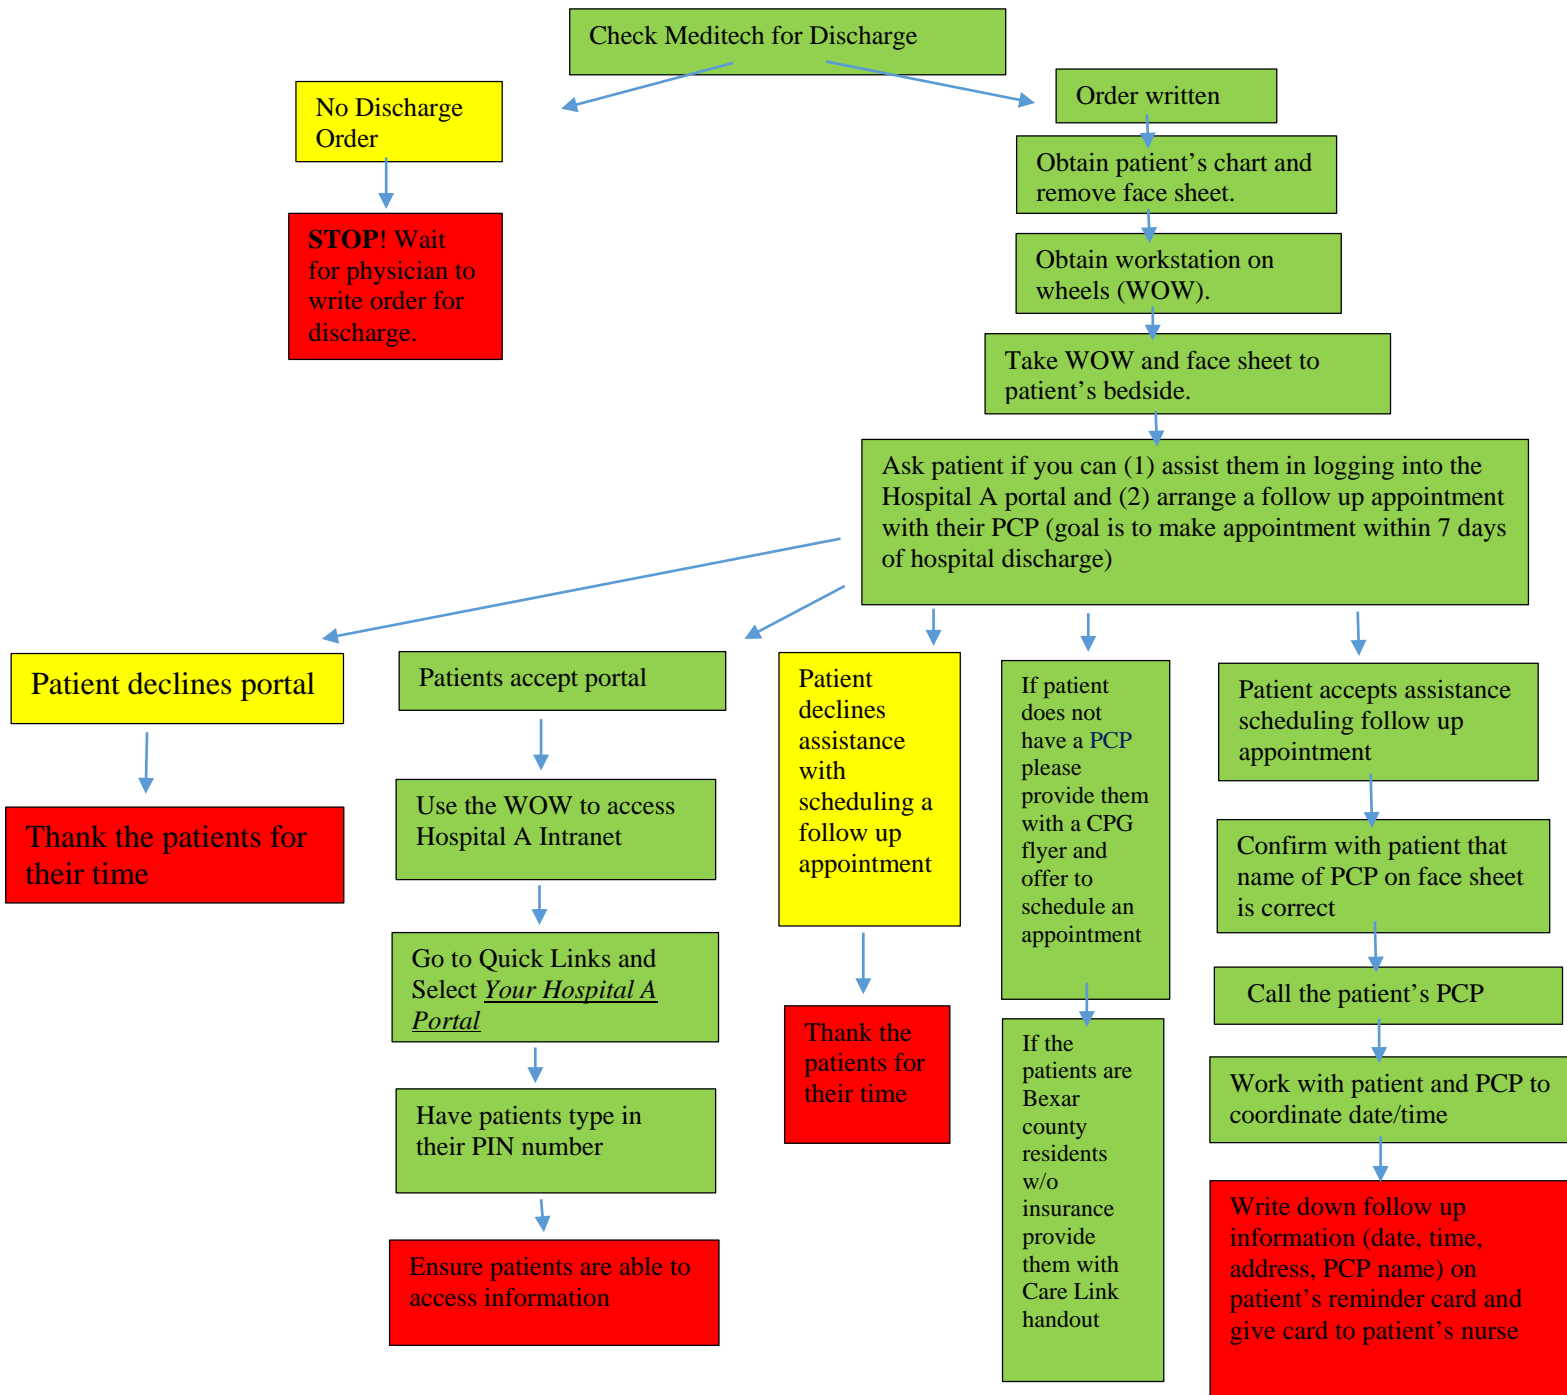 Check Meditech for Discharge
No Discharge
Order
Order written
STOP! Wait
for physician to
write order for
discharge.
Obtain patient’s chart and
remove face sheet.
Obtain workstation on
wheels (WOW).
Take WOW and face sheet to
patient’s bedside.
Ask patient if you can (1) assist them in logging into the
Hospital A portal and (2) arrange a follow up appointment
with their PCP (goal is to make appointment within 7 days
of hospital discharge)
Patient declines portal
Thank the patients for
their time
Patients accept portal
Use the WOW to access
Hospital A Intranet
Go to Quick Links and
Select Your Hospital A
Portal
Have patients type in
their PIN number
Ensure patients are able to
access information
Patient
declines
assistance
with
scheduling a
follow up
appointment
Thank the
patients for
their time
If patient
does not
have a PCP
please
provide them
with a CPG
flyer and
offer to
schedule an
appointment
If the
patients are
Bexar
county
residents
w/o
insurance
provide
them with
Care Link
handout
Patient accepts assistance
scheduling follow up
appointment
Confirm with patient that
name of PCP on face sheet
is correct
Call the patient’s PCP
Work with patient and PCP to
coordinate date/time
Write down follow up
information (date, time,
address, PCP name) on
patient’s reminder card and
give card to patient’s nurse